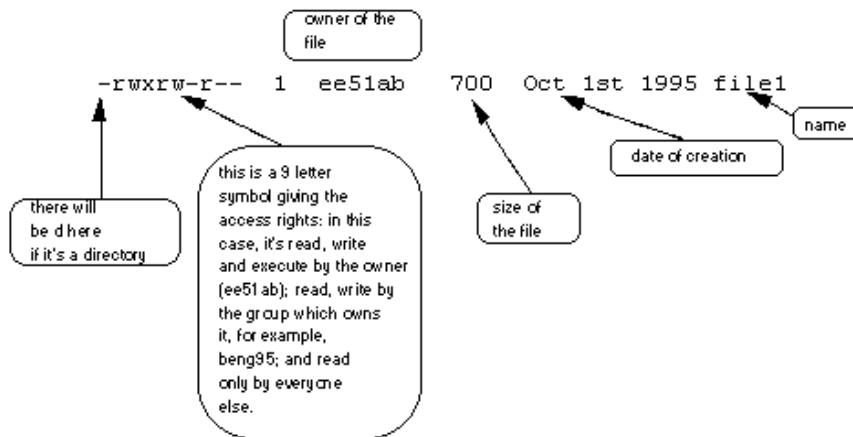 owner of the
file
-rwxrw-r-- 1 ee51ab 700 Oct 1st 1995 file1
name
date of creation
this is a 9 letter
symbol giving the
access rights: in this
case, it's read, write
and execute by the owner
(ee51ab); read, write by
the group which owns
it, for example,
beng95; and read
only by everyone
else.
there will
be d here
if it's a directory
size of
the file